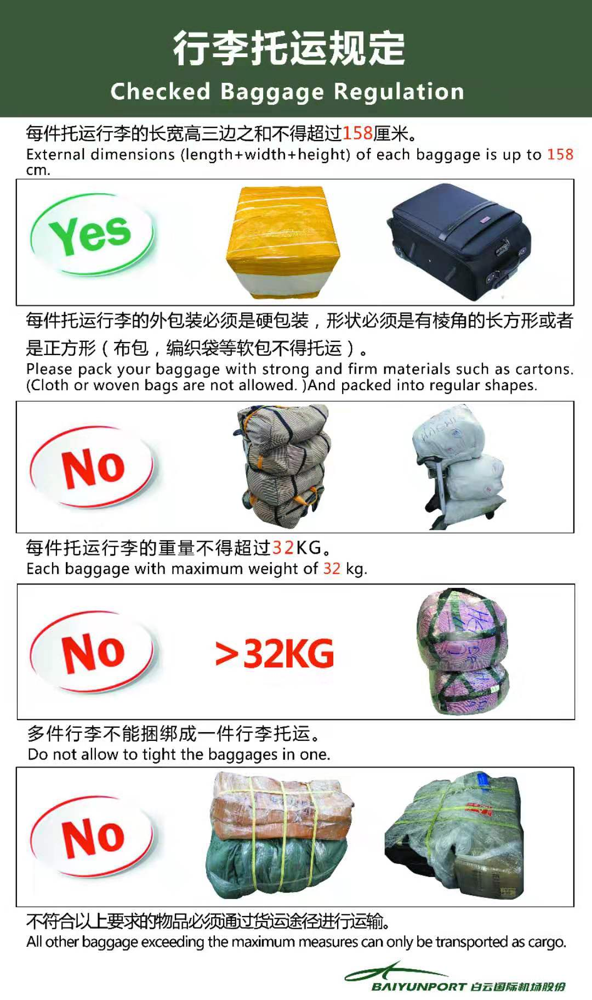 行李托运规定
Checked Baggage Regulation
每件托运行李的长宽高三边之和不得超过158厘米。
External dimensions (length+width+height) of each baggage is up to 158
cm.
Yes
每件托运行李的外包装必须是硬包装，形状必须是有棱角的长方形或者
是正方形（布包，编织袋等软包不得托运）。
Please pack your baggage with strong and firm materials such as cartons.
(Cloth or woven bags are not allowed. )And packed into regular shapes.
No
每件托运行李的重量不得超过32KG。
Each baggage with maximum weight of 32 kg.
No
>32KG
多件行李不能捆绑成一件行李托运。
Do not allow to tight the baggages in one.
No
不符合以上要求的物品必须通过货运途径进行运输。
All other baggage exceeding the maximum measures can only be transported as cargo.
BAIYUNPORT 白云国际机场股份